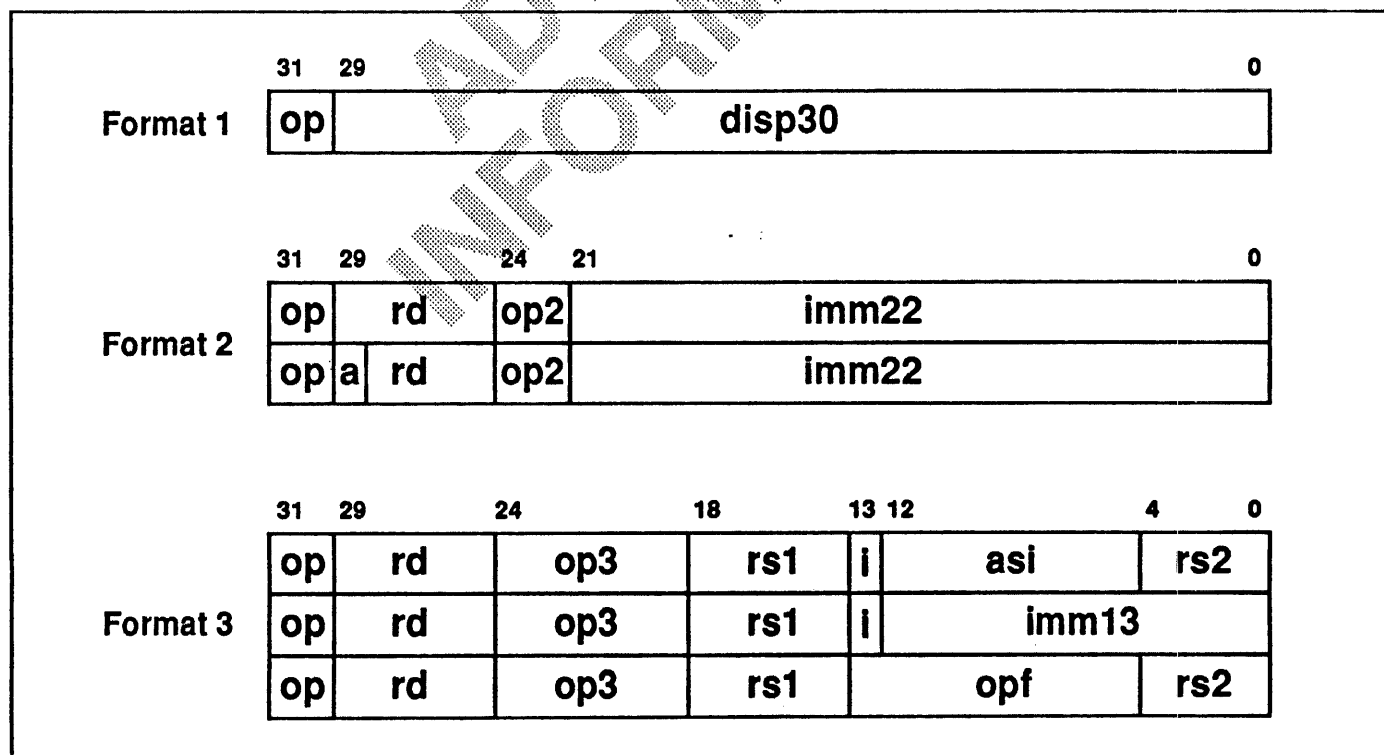 AD
INFORM
31 29 0
Format 1 op disp30
31 29 24 21 0
Format 2
op rd op2 imm22
op a rd op2 imm22
31 29 24 18 13 12 4 0
op rd op3 rs1 i asi rs2
Format 3 op rd op3 rs1 i imm13
op rd op3 rs1 opf rs2